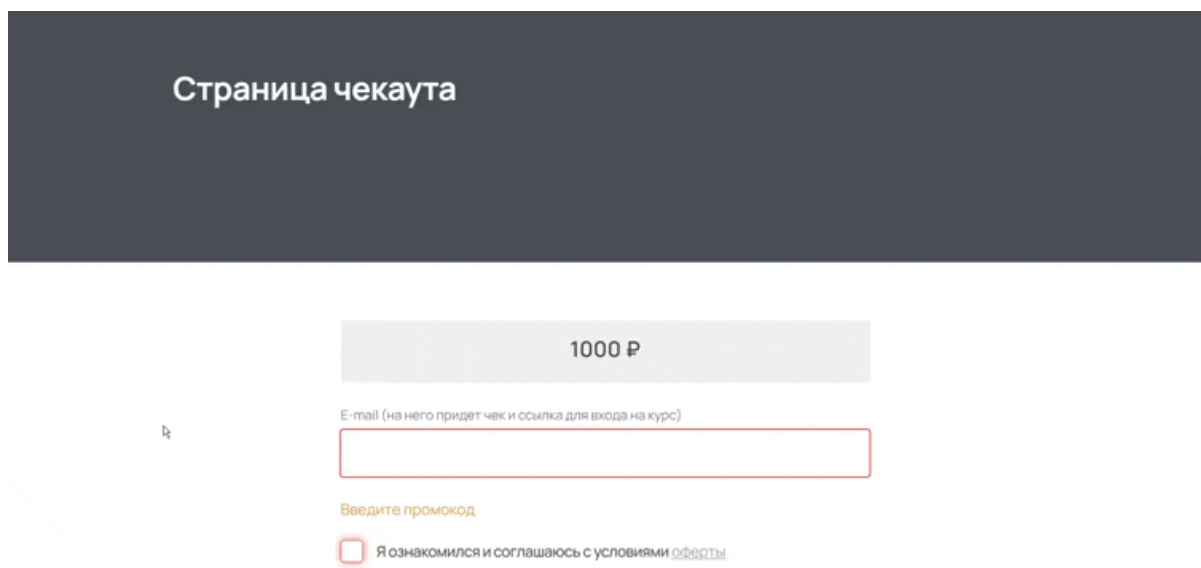 Страница чекаута
1000 ₽
E-mail (на него придет чек и ссылка для входа на курс)
Введите промокод
Я ознакомился и соглашаюсь с условиями оферты